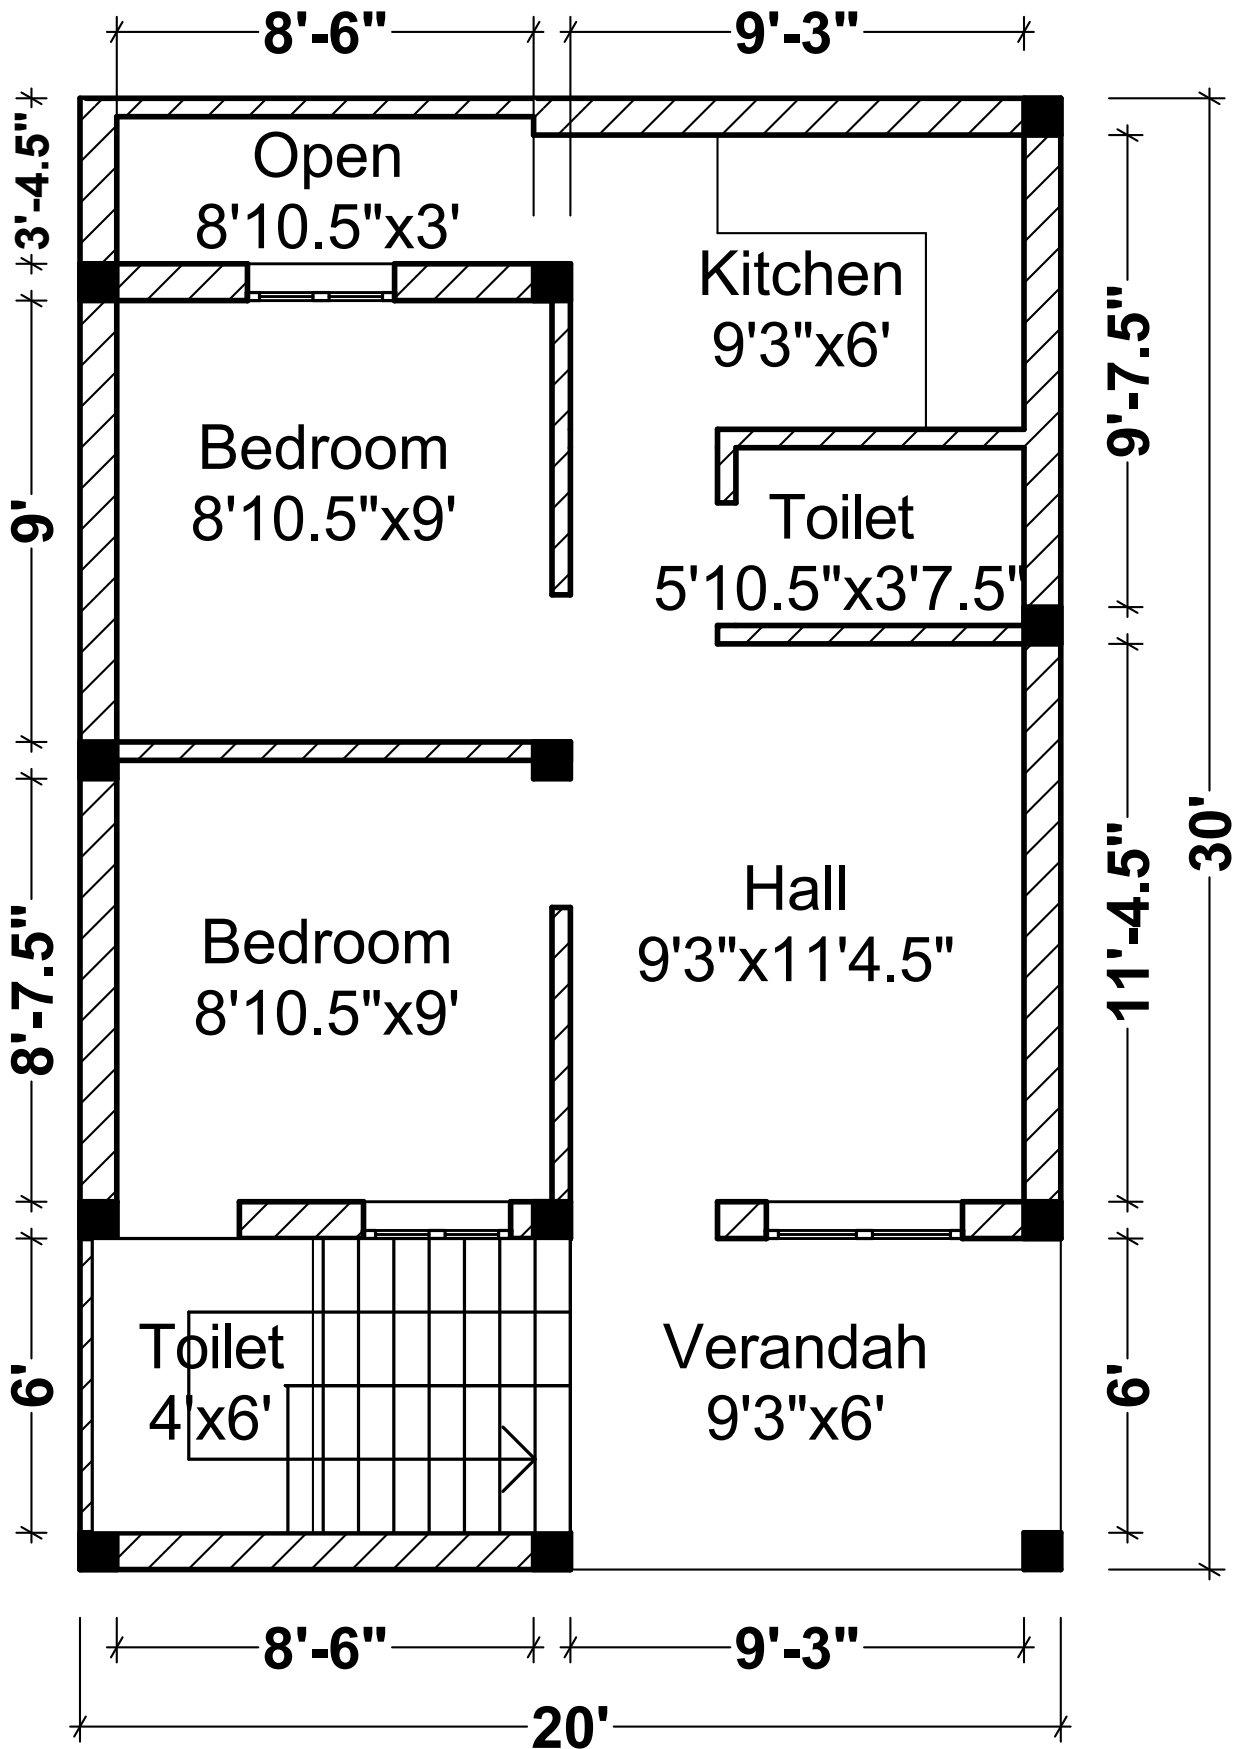 8'-6"
9'-3"
3'-4.5"
Open
8'10.5"x3'
Kitchen
9'3"x6'
9'-7.5"
Bedroom
8'10.5"x9'
9'
Toilet
5'10.5"x3'7.5"
30'
Hall
9'3"x11'4.5"
11'-4.5"
Bedroom
8'10.5"x9'
8'-7.5"
Toilet
4'x6'
6'
Verandah
9'3"x6'
6'
8'-6"
9'-3"
20'